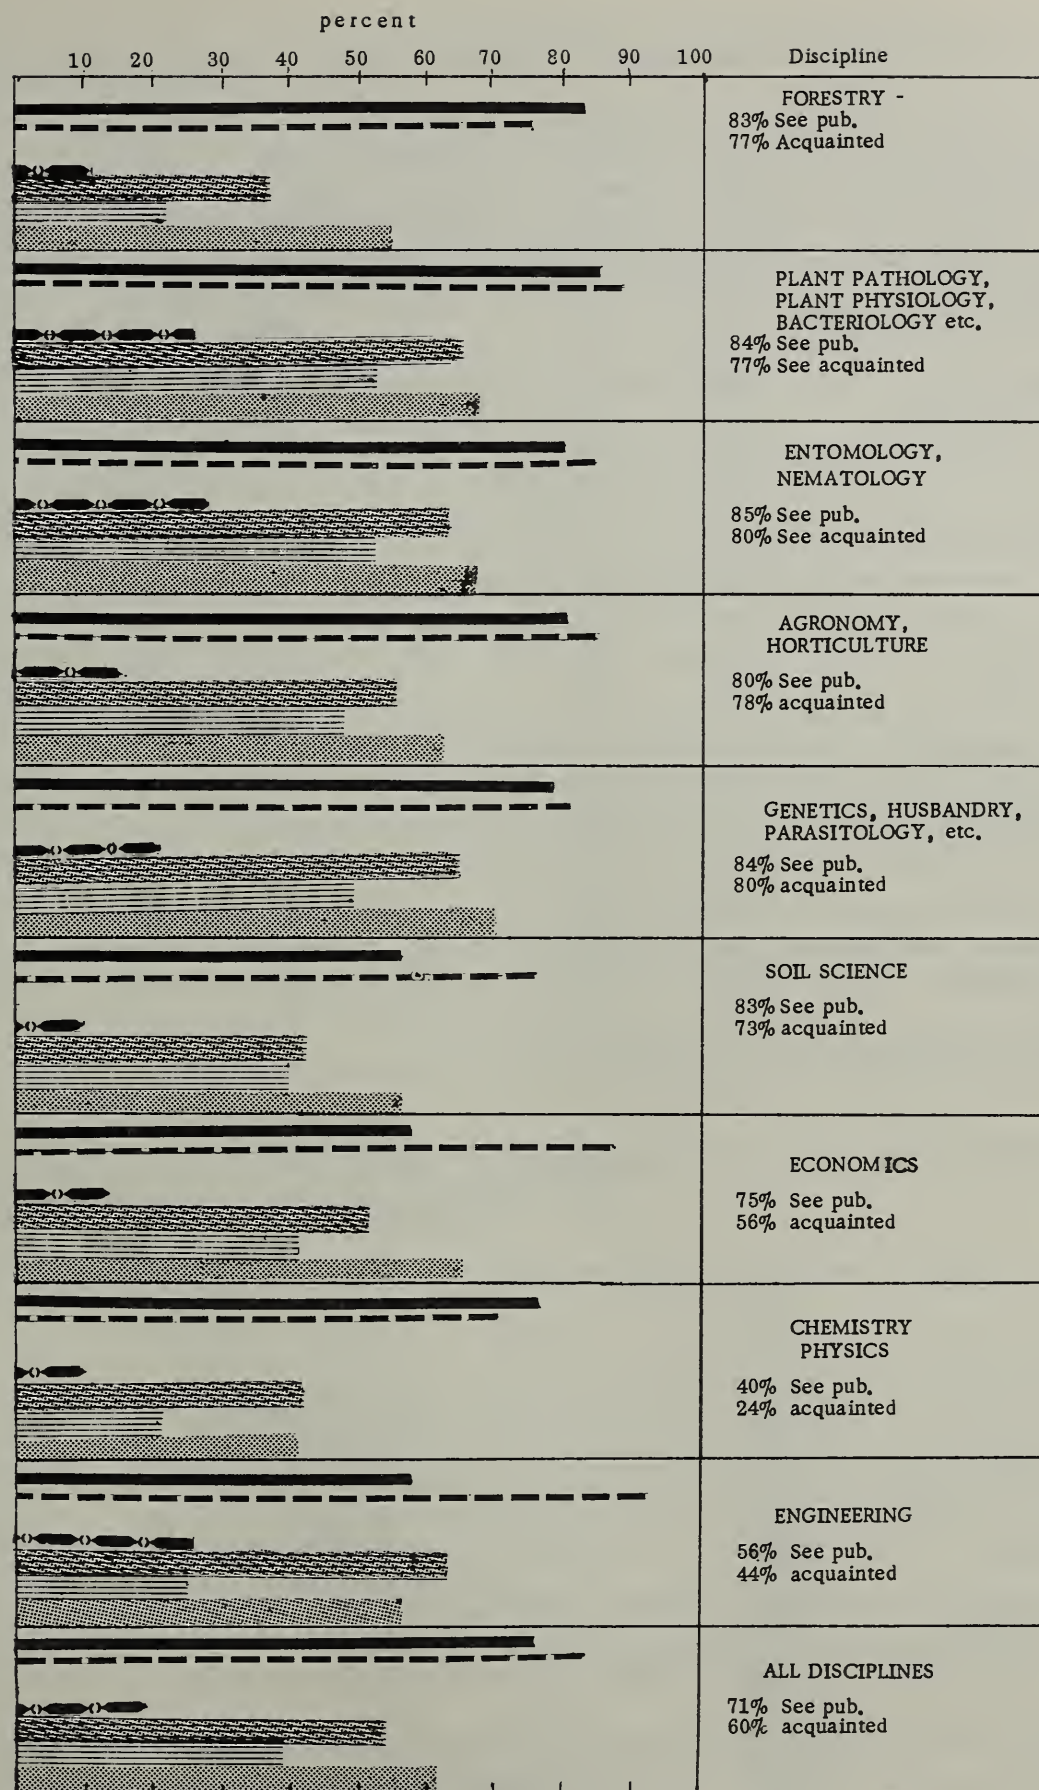 percent
10 20 30 40 50 60 70 80 90 100 Discipline
FORESTRY -
83% See pub.
77% Acquainted
PLANT PATHOLOGY,
PLANT PHYSIOLOGY,
BACTERIOLOGY etc.
84% See pub.
77% See acquainted
ENTOMOLOGY,
NEMATOLOGY
85% See pub.
80% See acquainted
AGRONOMY,
HORTICULTURE
80% See pub.
78% acquainted
GENETICS, HUSBANDRY,
PARASITOLOGY, etc.
84% See pub.
80% acquainted
SOIL SCIENCE
83% See pub.
73% acquainted
ECONOMICS
75% See pub.
56% acquainted
CHEMISTRY
PHYSICS
40% See pub.
24% acquainted
ENGINEERING
56% See pub.
44% acquainted
ALL DISCIPLINES
71% See pub.
60% acquainted